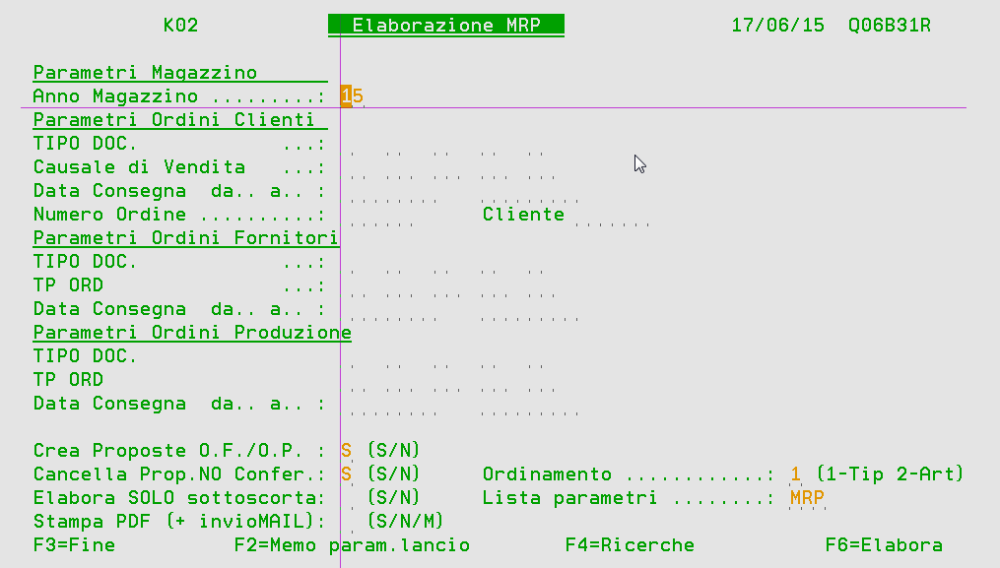 K02 Elaborazione MRP 17/06/15 Q06B31R
Parametri Magazzino
Anno Magazzino .........: 15
Parametri Ordini Clienti
TIPO DOC. ...:
Causale di Vendita ...:
Data Consegna da.. a.. :
Numero Ordine ..........: Cliente
Parametri Ordini Fornitori
TIPO DOC. ...:
TP ORD ...:
Data Consegna da.. a.. :
Parametri Ordini Produzione
TIPO DOC.
TP ORD
Data Consegna da.. a.. :
Crea Proposte O.F./O.P. : S (S/N)
Cancella Prop.NO Confer.: S (S/N) Ordinamento ............: 1 (1-Tip 2-Art)
Elabora SOLO sottoscorta: (S/N) Lista parametri ........: MRP
Stampa PDF (+ invioMAIL): (S/N/M)
F3=Fine F2=Memo param.lancio F4=Ricerche F6=Elabora